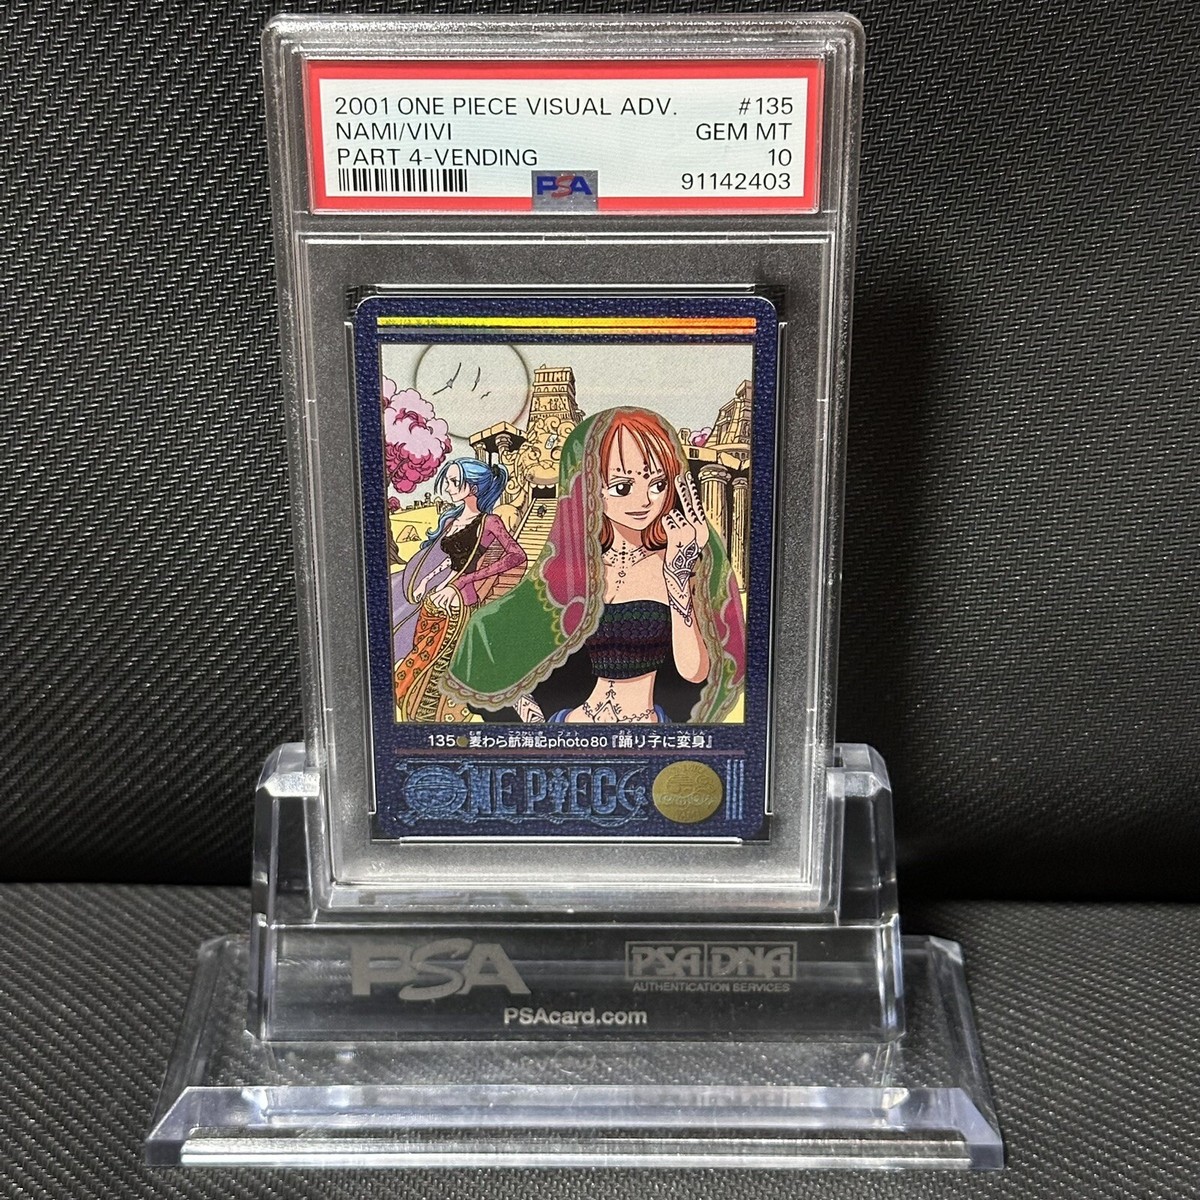 2001 ONE PIECE VISUAL ADV. #135
NAMI/VIVI GEM MT
PART 4-VENDING 10
PSA 91142403
135 麦わら航海記photo80『踊り子に変身』
ONE PIECE
PSA PSA DNA
AUTHENTICATION SERVICES
PSAcard.com